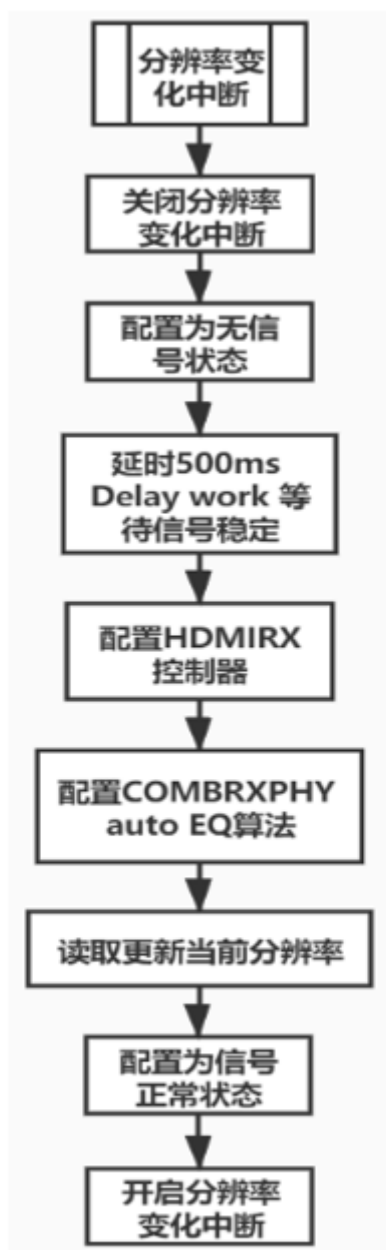 分辨率变
化中断
关闭分辨率
变化中断
配置为无信
号状态
延时500ms
Delay work 等
待信号稳定
配置HDMIRX
控制器
配置COMBRXPHY
auto EQ算法
读取更新当前分辨率
配置为信号
正常状态
开启分辨率
变化中断